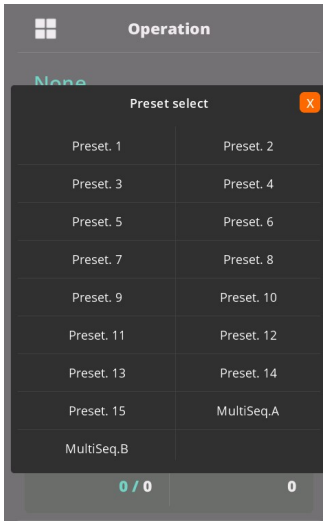 Operation
None
Preset select
X
Preset. 1
Preset. 2
Preset. 3
Preset. 4
Preset. 5
Preset. 6
Preset. 7
Preset. 8
Preset. 9
Preset. 10
Preset. 11
Preset. 12
Preset. 13
Preset. 14
Preset. 15
MultiSeq.A
MultiSeq.B
0 / 0
0